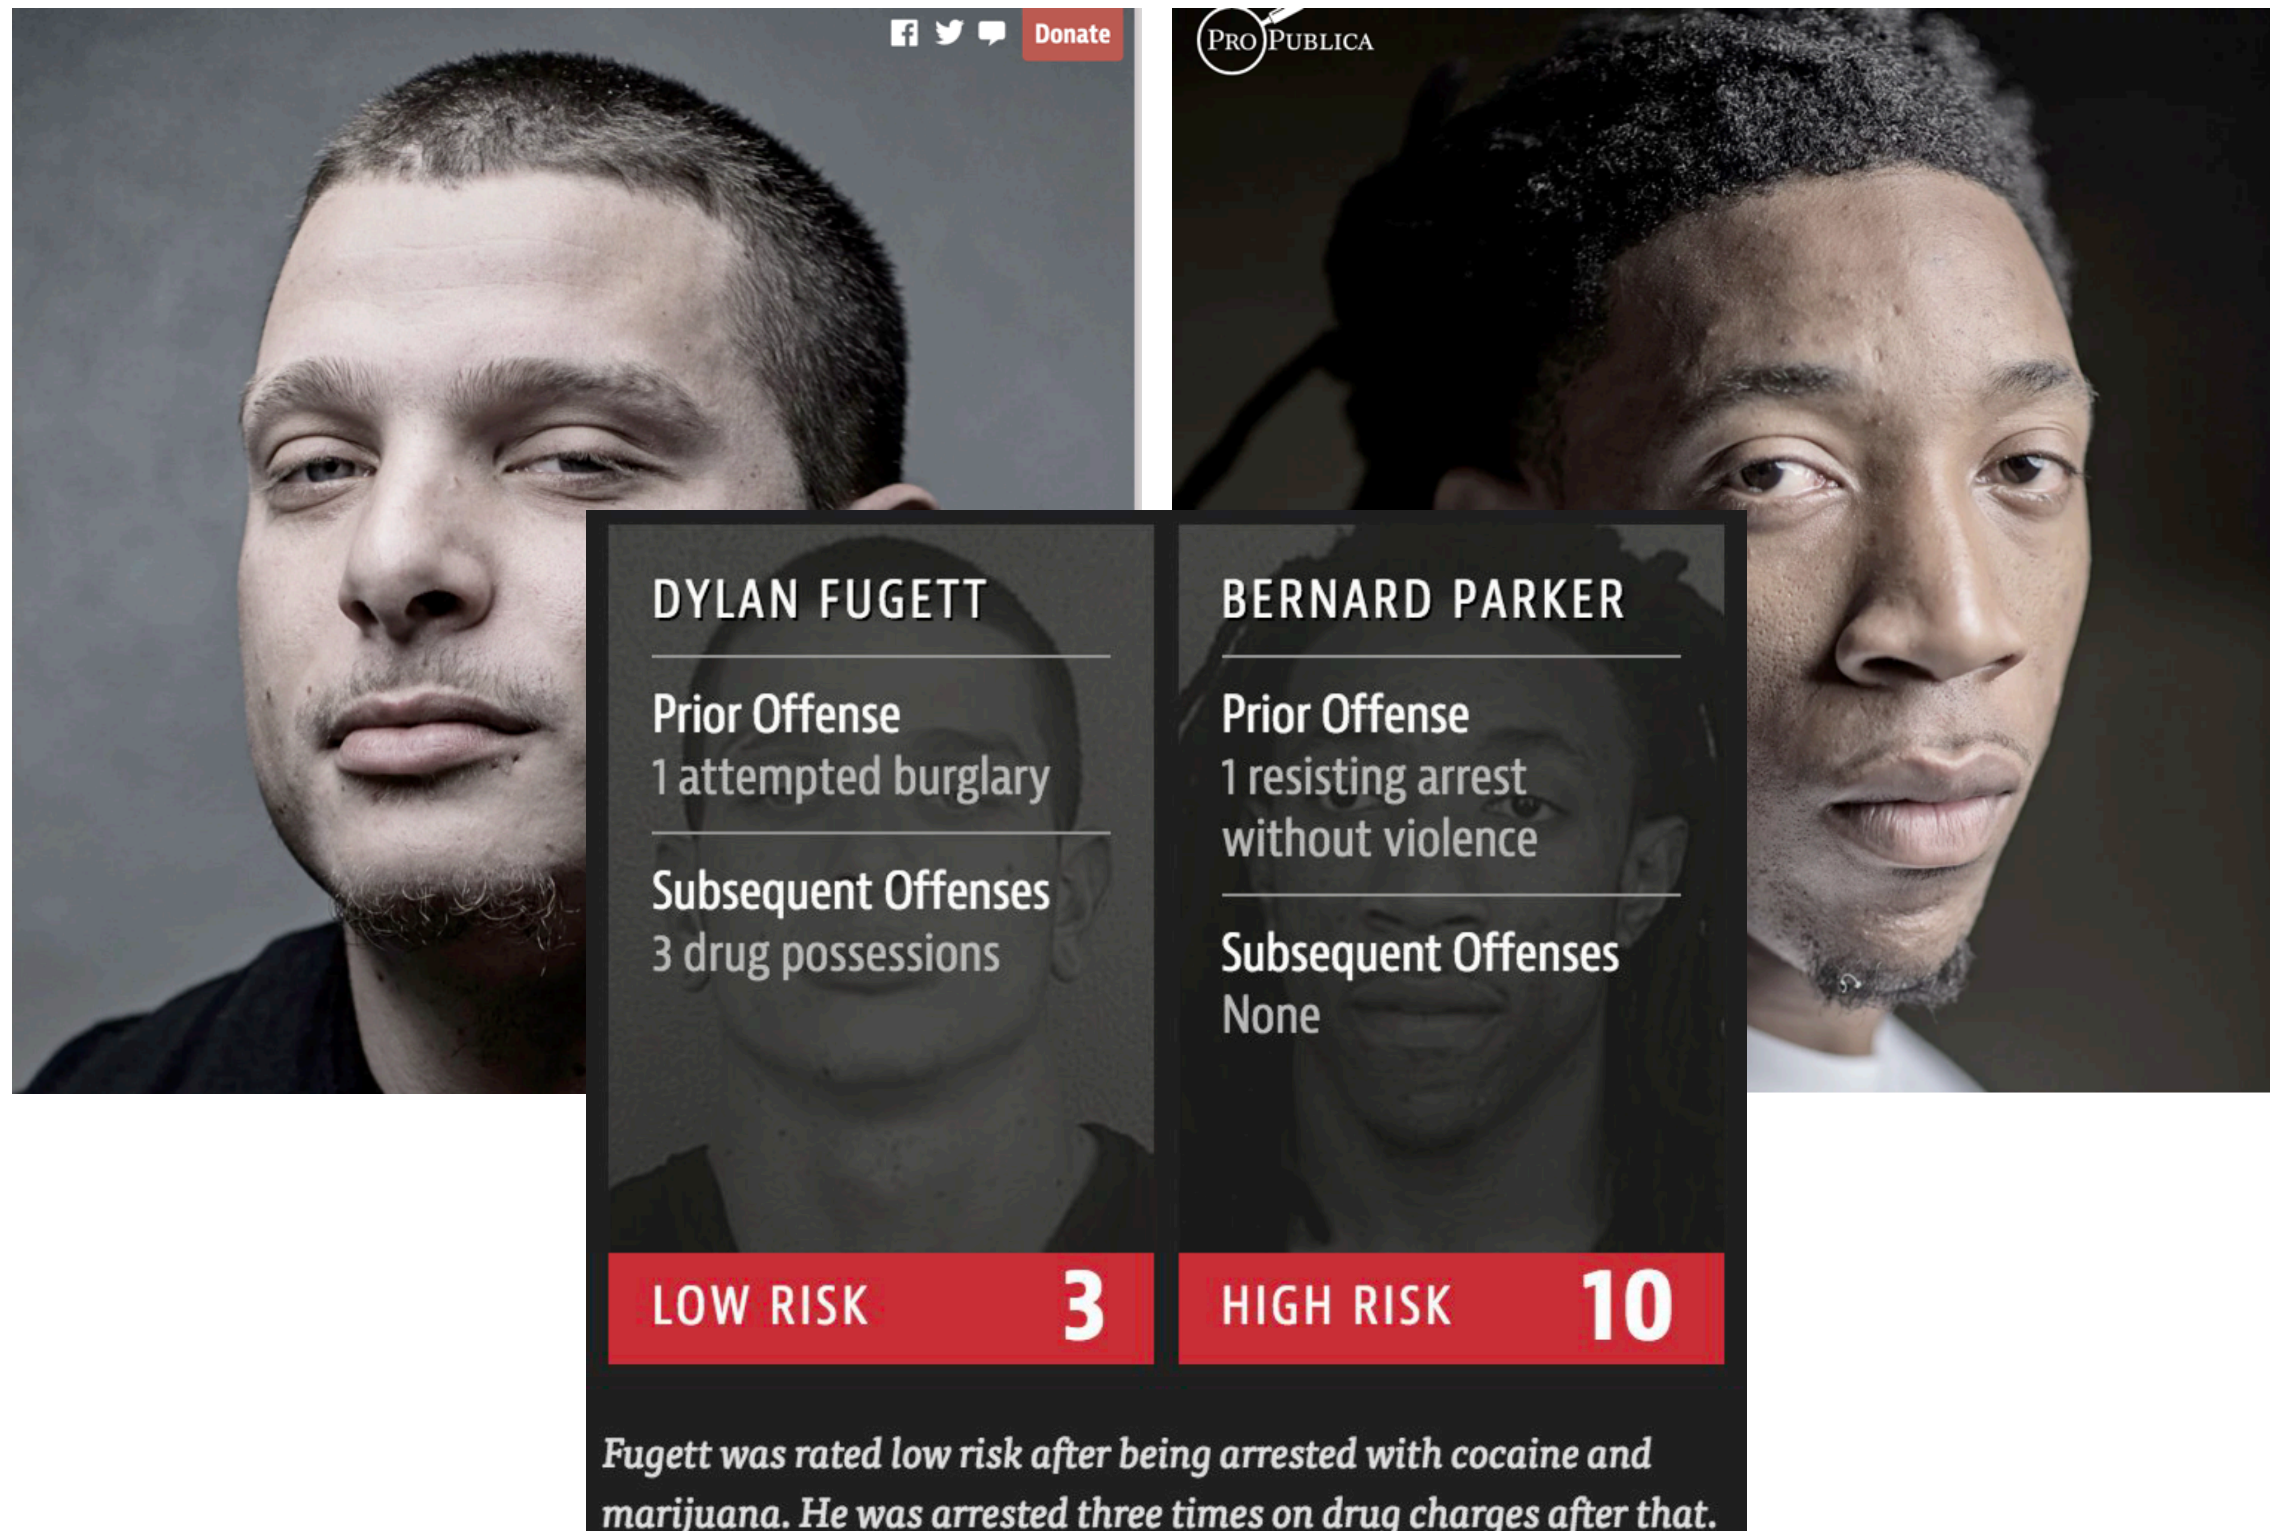 Donate
PRO PUBLICA
DYLAN FUGETT
Prior Offense
1 attempted burglary
Subsequent Offenses
3 drug possessions
LOW RISK 3
BERNARD PARKER
Prior Offense
1 resisting arrest
without violence
Subsequent Offenses
None
HIGH RISK 10
Fugett was rated low risk after being arrested with cocaine and
marijuana. He was arrested three times on drug charges after that.